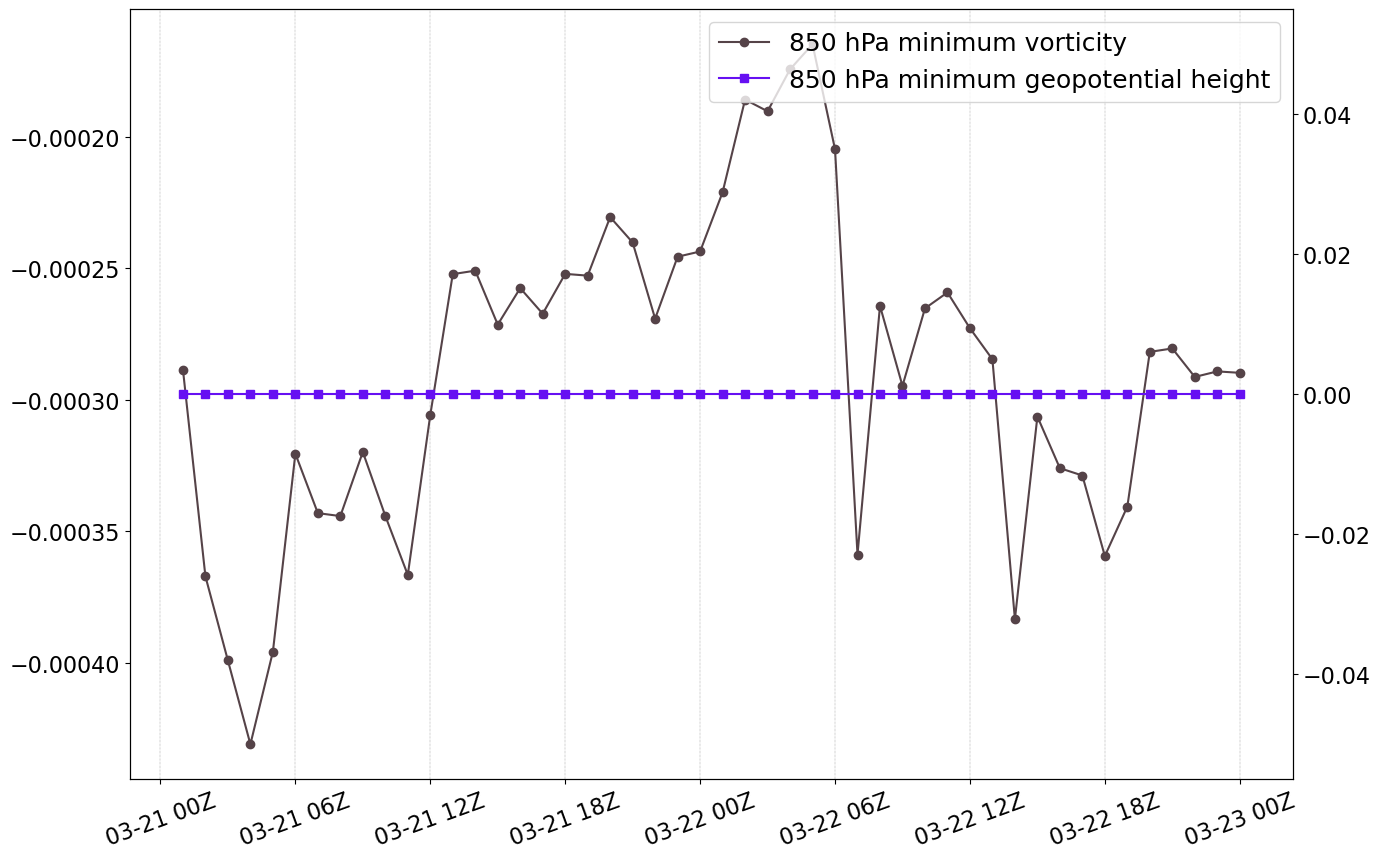 850 hPa minimum vorticity
850 hPa minimum geopotential height
−0.00020
−0.00025
−0.00030
−0.00035
−0.00040
0.04
0.02
0.00
−0.02
−0.04
03-21 00Z
03-21 06Z
03-21 12Z
03-21 18Z
03-22 00Z
03-22 06Z
03-22 12Z
03-22 18Z
03-23 00Z